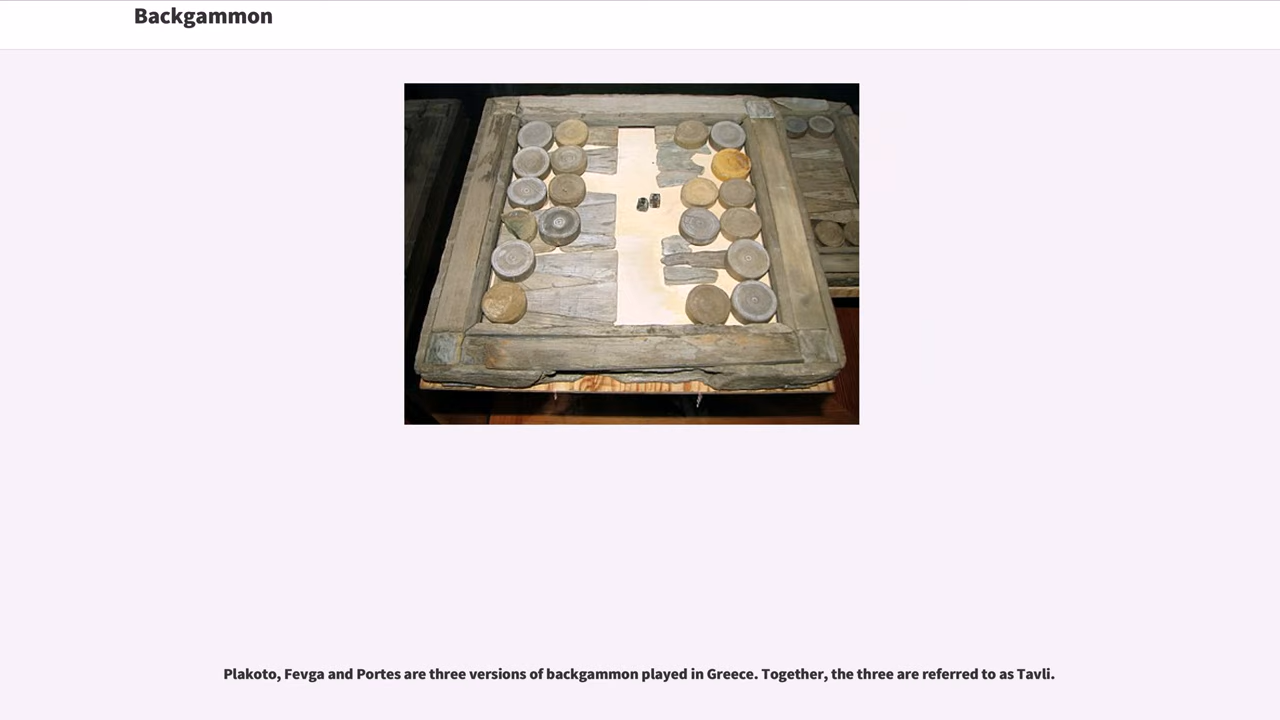 Backgammon
Plakoto, Fevga and Portes are three versions of backgammon played in Greece. Together, the three are referred to as Tavli.